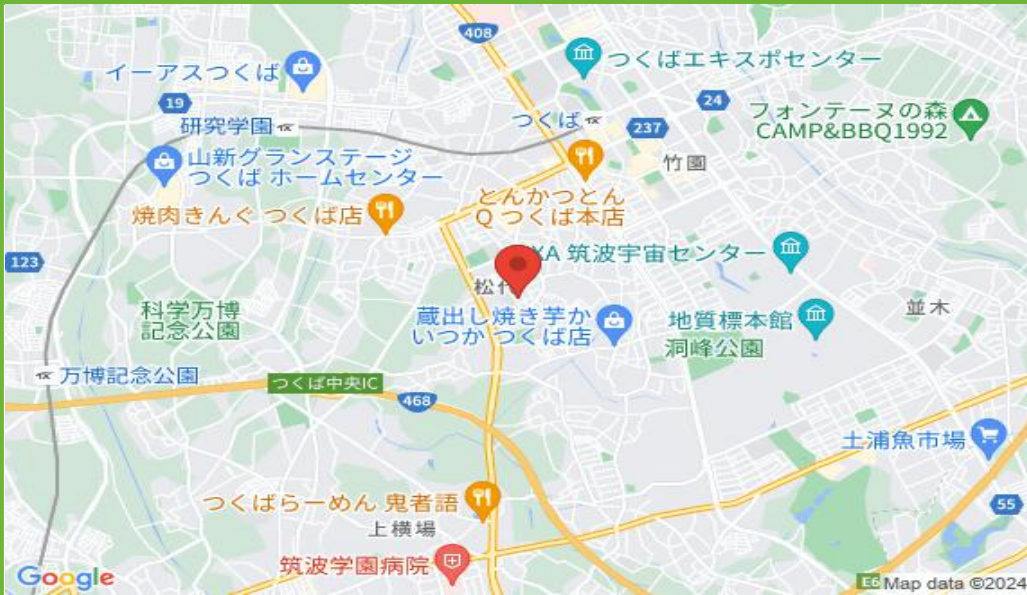 408
イーアスつくば
つくばエキスポセンター
19
24
研究学園
つくば
237
フォンテーヌの森
CAMP&BBQ1992
山新グランステージ
つくば ホームセンター
竹園
焼肉きんぐ つくば店
とんかつとん
Q つくば本店
123
XA 筑波宇宙センター
松代
科学万博
記念公園
蔵出し焼き芋か
いつか つくば店
地質標本館
洞峰公園
並木
万博記念公園
つくば中央IC
468
土浦魚市場
つくばらーめん 鬼者語
55
上横場
筑波学園病院
Google
E6
Map data ©2024